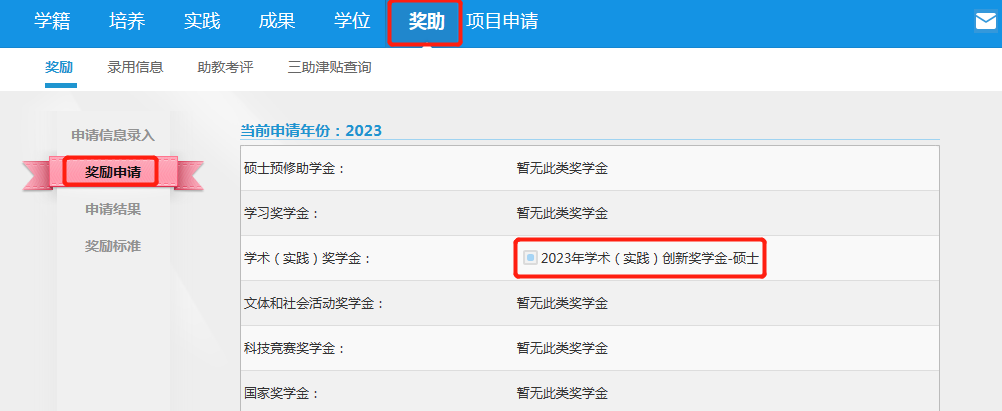 学籍 培养 实践 成果 学位 奖助 项目申请
奖励 录用信息 助教考评 三助津贴查询
申请信息录入
奖励申请
申请结果
奖励标准
当前申请年份：2023
硕士预修助学金： 暂无此类奖学金
学习奖学金： 暂无此类奖学金
学术（实践）奖学金： 2023年学术（实践）创新奖学金-硕士
文体和社会活动奖学金： 暂无此类奖学金
科技竞赛奖学金： 暂无此类奖学金
国家奖学金： 暂无此类奖学金